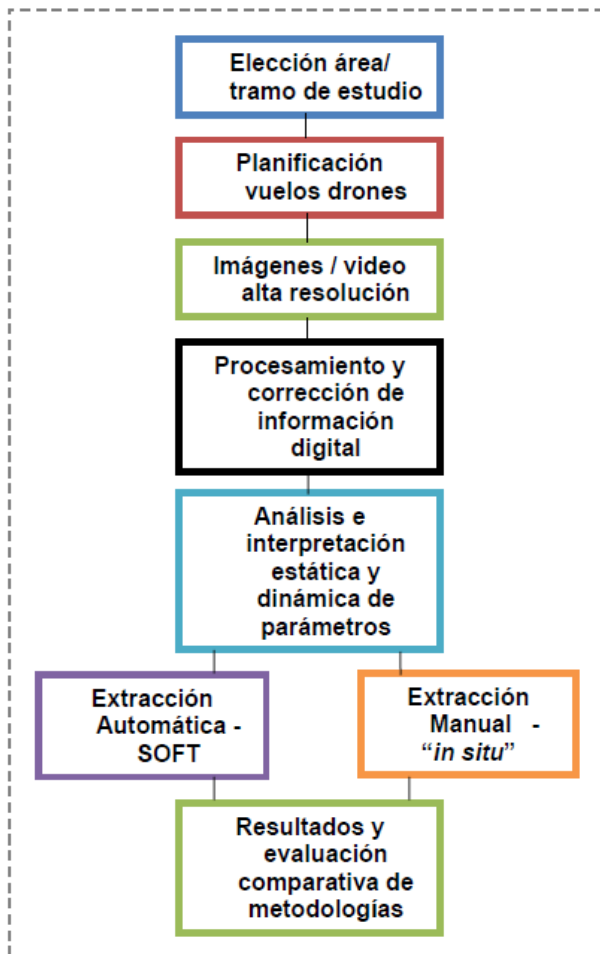 Elección área/
tramo de estudio
Planificación
vuelos drones
Imágenes / video
alta resolución
Procesamiento y
corrección de
información
digital
Análisis e
interpretación
estática y
dinámica de
parámetros
Extracción
Automática -
SOFT
Extracción
Manual -
“in situ”
Resultados y
evaluación
comparativa de
metodologías